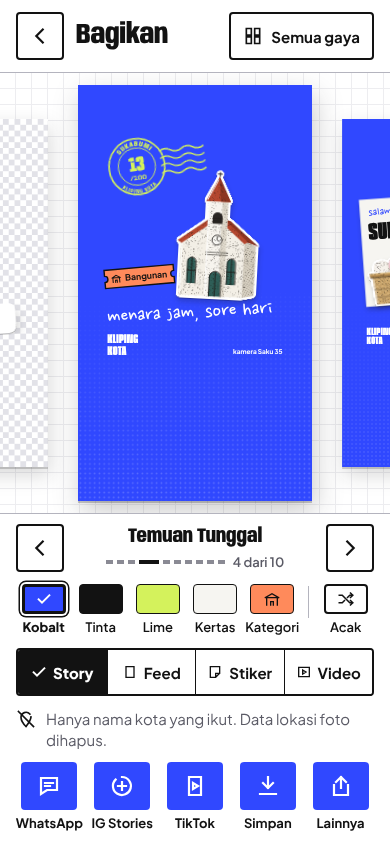 Bagikan
Semua gaya
SUKABUMI
13
/100
KLIPING KOTA
Bangunan
menara jam, sore hari
KLIPING
KOTA
kamera Saku 35
salam
SU
KLIPING
KOTA
Temuan Tunggal
4 dari 10
Kobalt
Tinta
Lime
Kertas
Kategori
Acak
Story
Feed
Stiker
Video
Hanya nama kota yang ikut. Data lokasi foto
dihapus.
WhatsApp
IG Stories
TikTok
Simpan
Lainnya